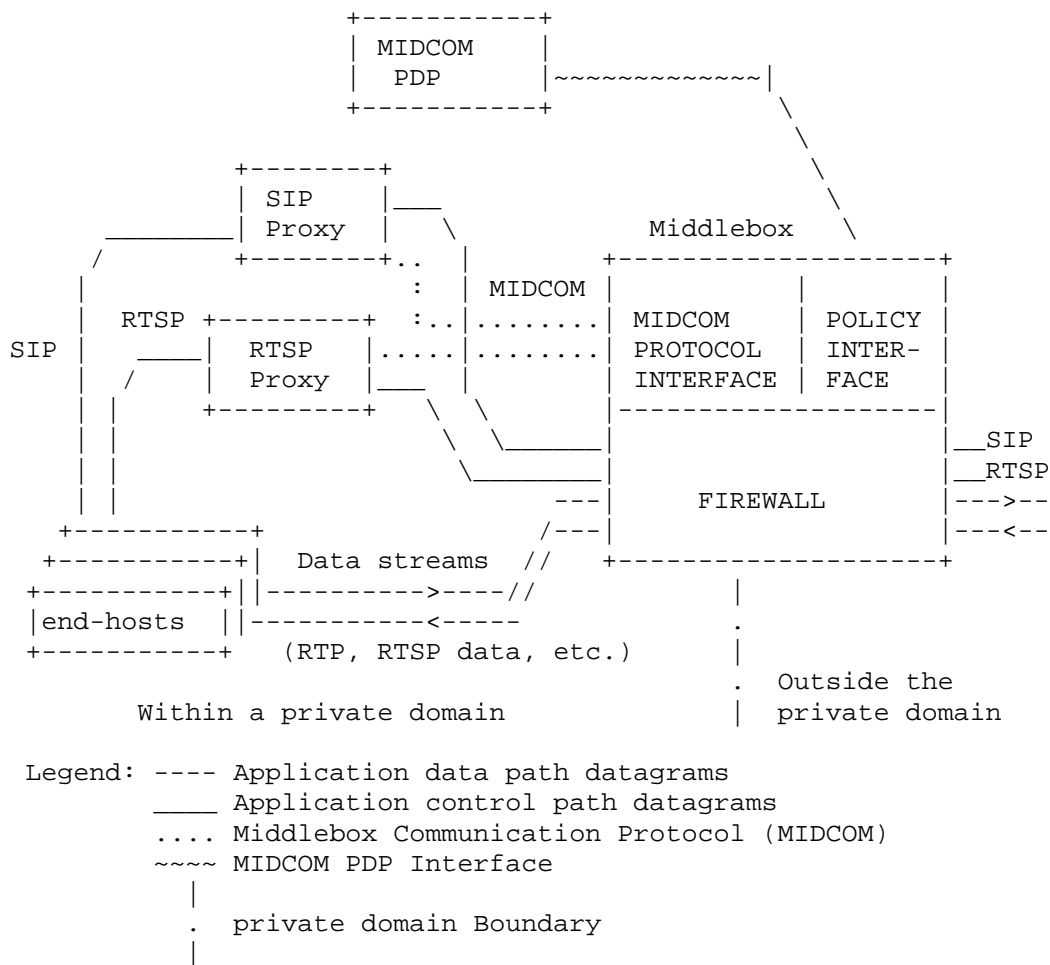 MIDCOM
PDP
SIP
Proxy
Middlebox
MIDCOM
RTSP
MIDCOM
POLICY
SIP
RTSP
PROTOCOL
INTER-
Proxy
INTERFACE
FACE
SIP
RTSP
FIREWALL
Data streams
end-hosts
(RTP, RTSP data, etc.)
Outside the
Within a private domain
private domain
Legend: ---- Application data path datagrams
____ Application control path datagrams
.... Middlebox Communication Protocol (MIDCOM)
~~~~ MIDCOM PDP Interface
private domain Boundary